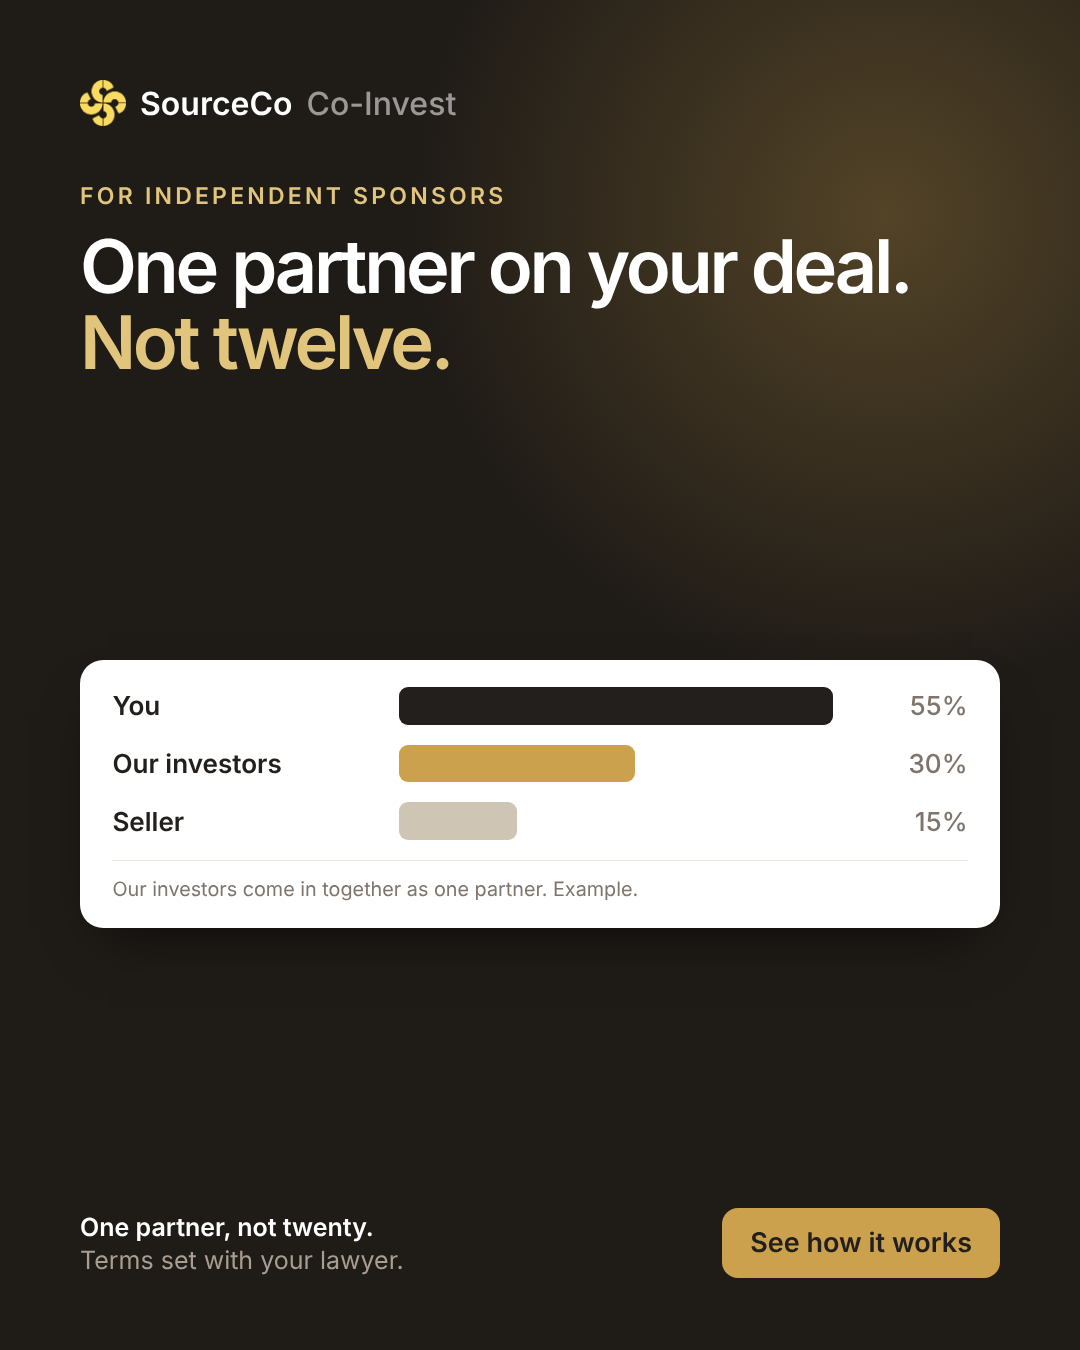 SourceCo Co-Invest
FOR INDEPENDENT SPONSORS
One partner on your deal.
Not twelve.
You 55%
Our investors 30%
Seller 15%
Our investors come in together as one partner. Example.
One partner, not twenty.
Terms set with your lawyer.
See how it works